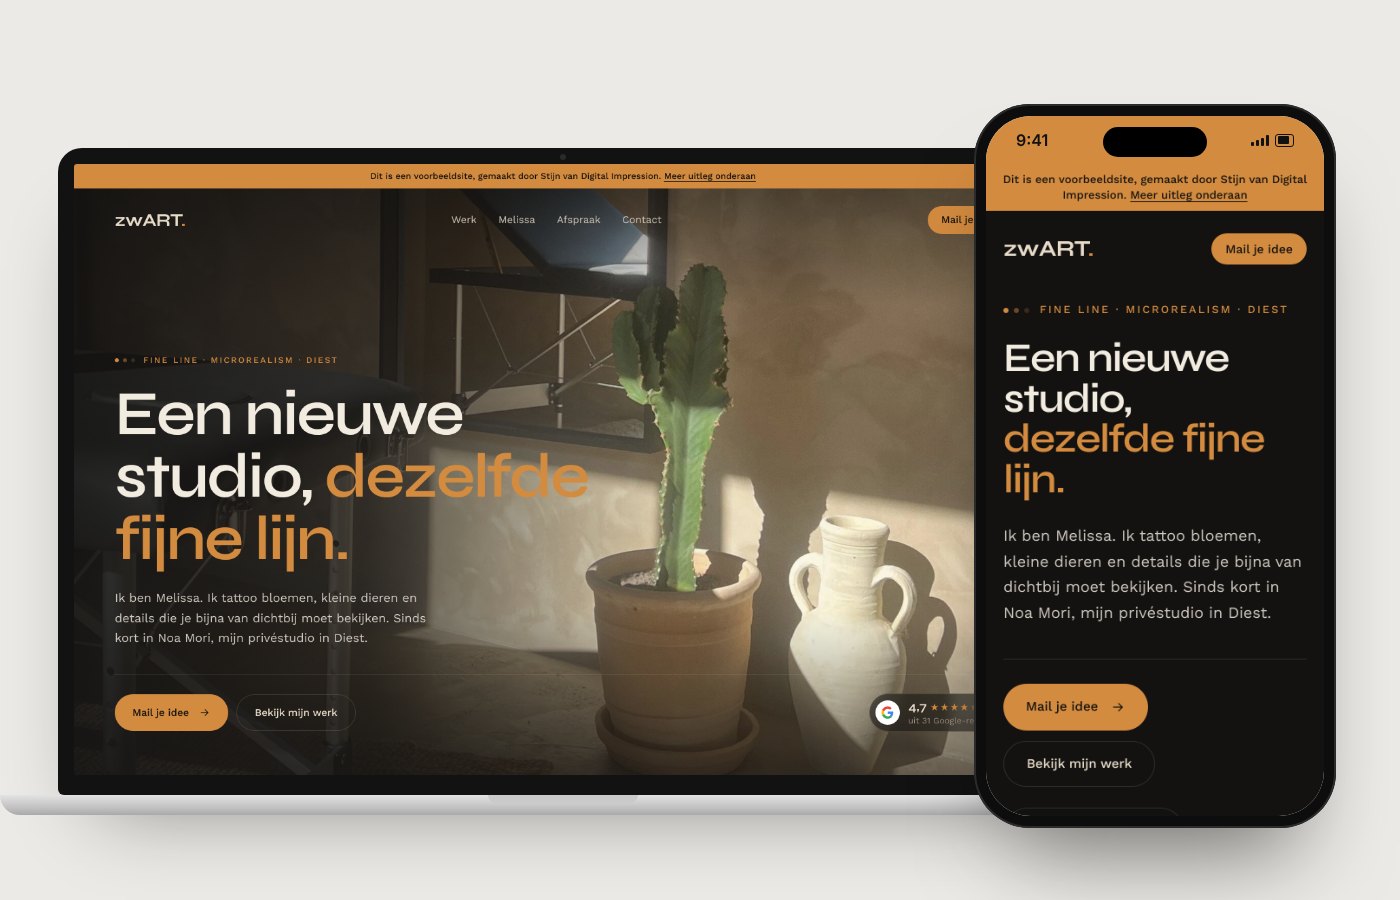 Dit is een voorbeeldsite, gemaakt door Stijn van Digital Impression. Meer uitleg onderaan
zwART.
Werk Melissa Afspraak Contact
Mail je
FINE LINE · MICROREALISM · DIEST
Een nieuwe
studio, dezelfde
fijne lijn.
Ik ben Melissa. Ik tattoo bloemen, kleine dieren en
details die je bijna van dichtbij moet bekijken. Sinds
kort in Noa Mori, mijn privéstudio in Diest.
Mail je idee →
Bekijk mijn werk
4,7 ★★★★
uit 31 Google-re
9:41
Dit is een voorbeeldsite, gemaakt door Stijn van Digital
Impression. Meer uitleg onderaan
zwART.
Mail je idee
FINE LINE · MICROREALISM · DIEST
Een nieuwe
studio,
dezelfde fijne
lijn.
Ik ben Melissa. Ik tattoo bloemen,
kleine dieren en details die je bijna van
dichtbij moet bekijken. Sinds kort in
Noa Mori, mijn privéstudio in Diest.
Mail je idee →
Bekijk mijn werk